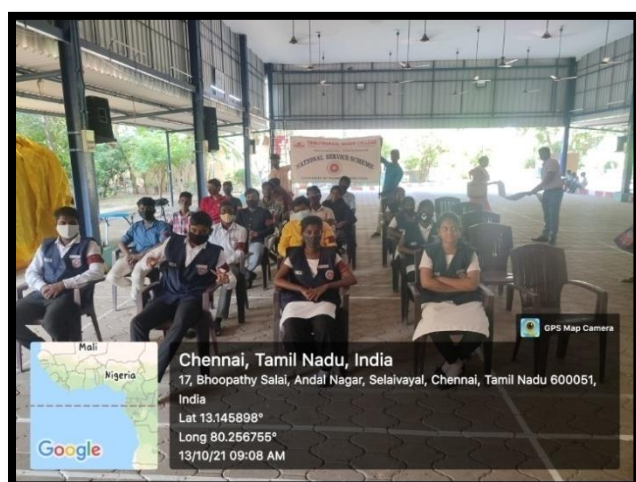 NATIONAL SERVICE SCHEME
GPS Map Camera
Mali
Nigeria
Google
Chennai, Tamil Nadu, India
17, Bhoopathy Salai, Andal Nagar, Selaivayal, Chennai, Tamil Nadu 600051,
India
Lat 13.145898°
Long 80.256755°
13/10/21 09:08 AM